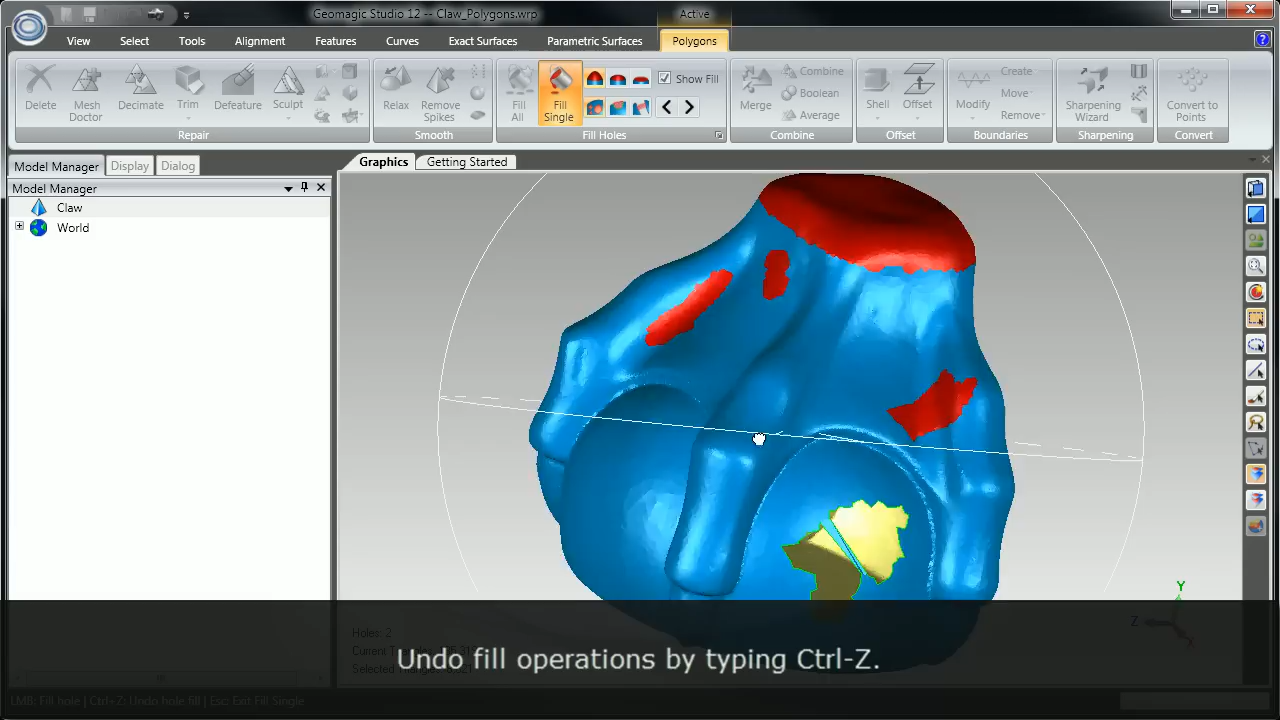 Geomagic Studio 12 -- Claw_Polygons.wrp
Active
View
Select
Tools
Alignment
Features
Curves
Exact Surfaces
Parametric Surfaces
Polygons
Delete
Mesh Doctor
Decimate
Trim
Defeature
Sculpt
Repair
Relax
Remove Spikes
Smooth
Fill All
Fill Single
Show Fill
Fill Holes
Merge
Combine
Boolean
Average
Combine
Shell
Offset
Offset
Modify
Create
Move
Remove
Boundaries
Sharpening Wizard
Sharpening
Convert to Points
Convert
Model Manager
Display
Dialog
Graphics
Getting Started
Model Manager
Claw
World
Y
Z
X
Holes: 2
Undo fill operations by typing Ctrl-Z.
LMB: Fill hole | Ctrl+Z: Undo hole fill | Esc: Exit Fill Single